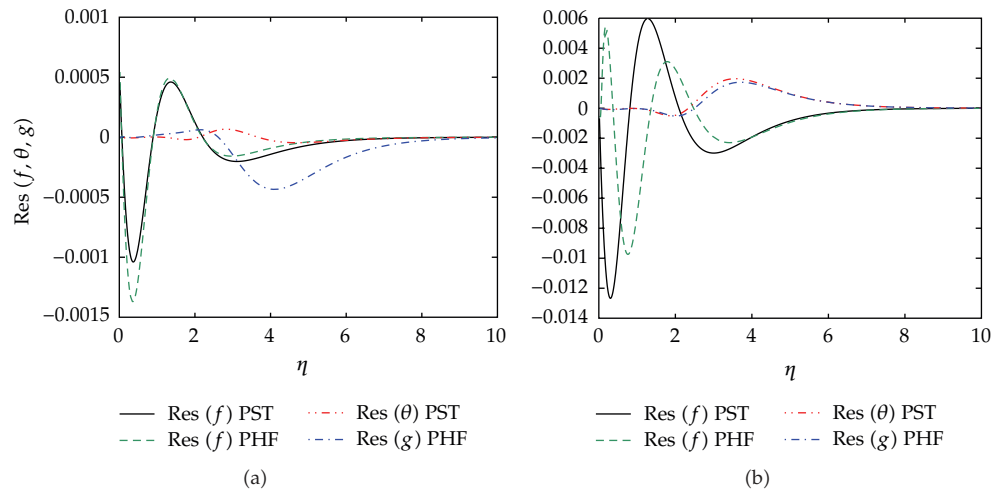 0.001
0.0005
0
−0.0005
−0.001
−0.0015
Res (f, θ, g)
0 2 4 6 8 10
η
Res (f) PST
Res (θ) PST
Res (f) PHF
Res (g) PHF
(a)
0.006
0.004
0.002
0
−0.002
−0.004
−0.006
−0.008
−0.01
−0.012
−0.014
0 2 4 6 8 10
η
Res (f) PST
Res (θ) PST
Res (f) PHF
Res (g) PHF
(b)